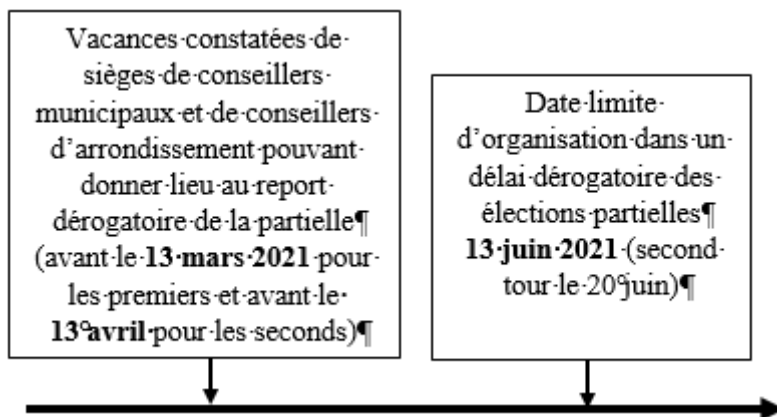 Vacances·constatées·de·
sièges·de·conseillers·
municipaux·et·de·conseillers·
d’arrondissement·pouvant·
donner·lieu·au·report·
dérogatoire·de·la·partielle¶
(avant·le·13·mars·2021·pour·
les·premiers·et·avant·le·
13°avril·pour·les·seconds)¶
Date·limite·
d’organisation·dans·un·
délai·dérogatoire·des·
élections·partielles¶
13·juin·2021·(second·
tour·le·20°juin)¶